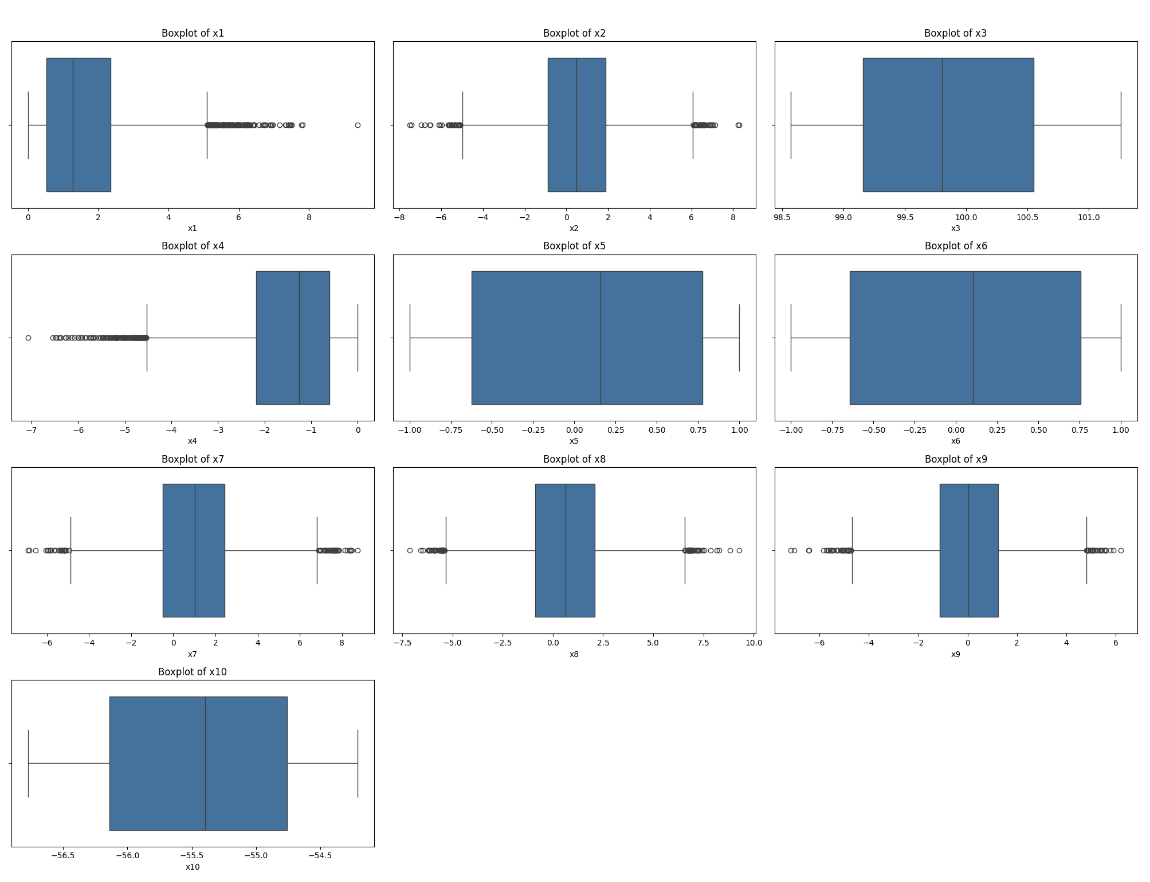 Boxplot of x1
Boxplot of x2
Boxplot of x3
0 2 4 6 8
−8 −6 −4 −2 0 2 4 6 8
98.5 99.0 99.5 100.0 100.5 101.0
x1
x2
x3
Boxplot of x4
Boxplot of x5
Boxplot of x6
−7 −6 −5 −4 −3 −2 −1 0
−1.00 −0.75 −0.50 −0.25 0.00 0.25 0.50 0.75 1.00
−1.00 −0.75 −0.50 −0.25 0.00 0.25 0.50 0.75 1.00
x4
x5
x6
Boxplot of x7
Boxplot of x8
Boxplot of x9
−6 −4 −2 0 2 4 6 8
−7.5 −5.0 −2.5 0.0 2.5 5.0 7.5 10.0
−6 −4 −2 0 2 4 6
x7
x8
x9
Boxplot of x10
−56.5 −56.0 −55.5 −55.0 −54.5
x10